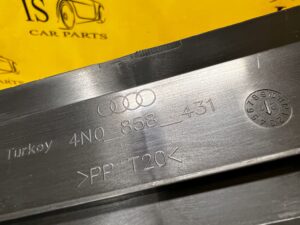 IS
CAR PARTS
Turkey 4N0 858 431
>PP T20<